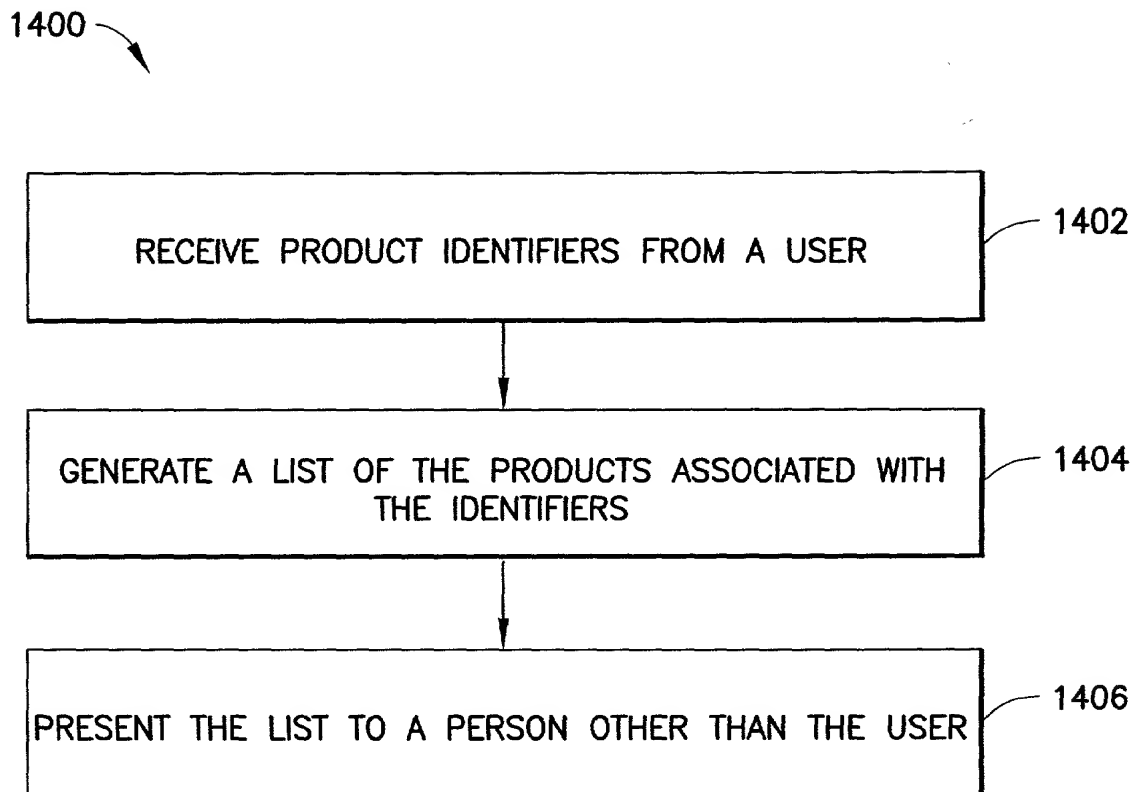 1400
RECEIVE PRODUCT IDENTIFIERS FROM A USER
1402
GENERATE A LIST OF THE PRODUCTS ASSOCIATED WITH
THE IDENTIFIERS
1404
PRESENT THE LIST TO A PERSON OTHER THAN THE USER
1406